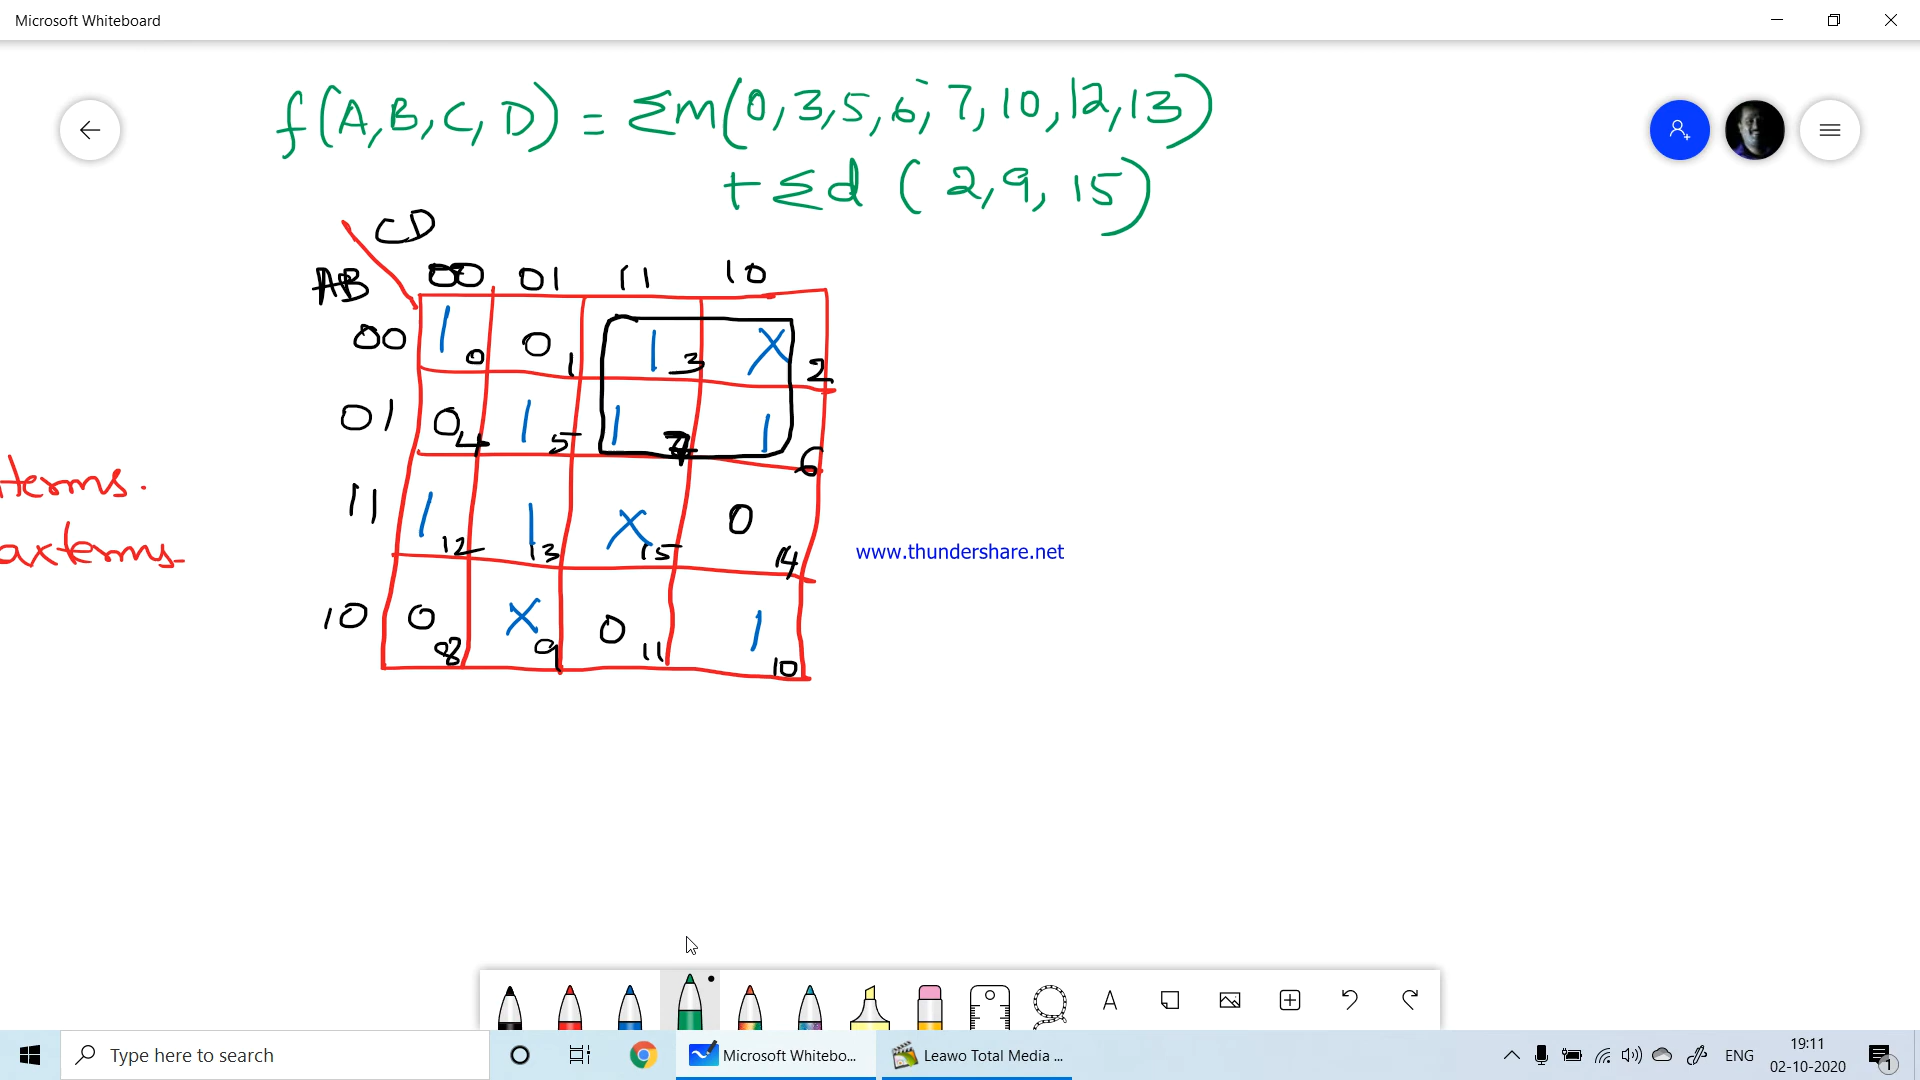 Microsoft Whiteboard
f(A,B,C,D) = Σm(0,3,5,6,7,10,12,13)
+ Σd (2,9,15)
CD
AB 00 01 11 10
00 1 0 0 1 1 3 X 2
01 0 4 1 5 1 7 1 6
terms.
11 1 12 1 13 X 15 0 14
axterms
www.thundershare.net
10 0 8 X 9 0 11 1 10
Type here to search
Microsoft Whitebo...
Leawo Total Media ...
ENG
19:11
02-10-2020
1